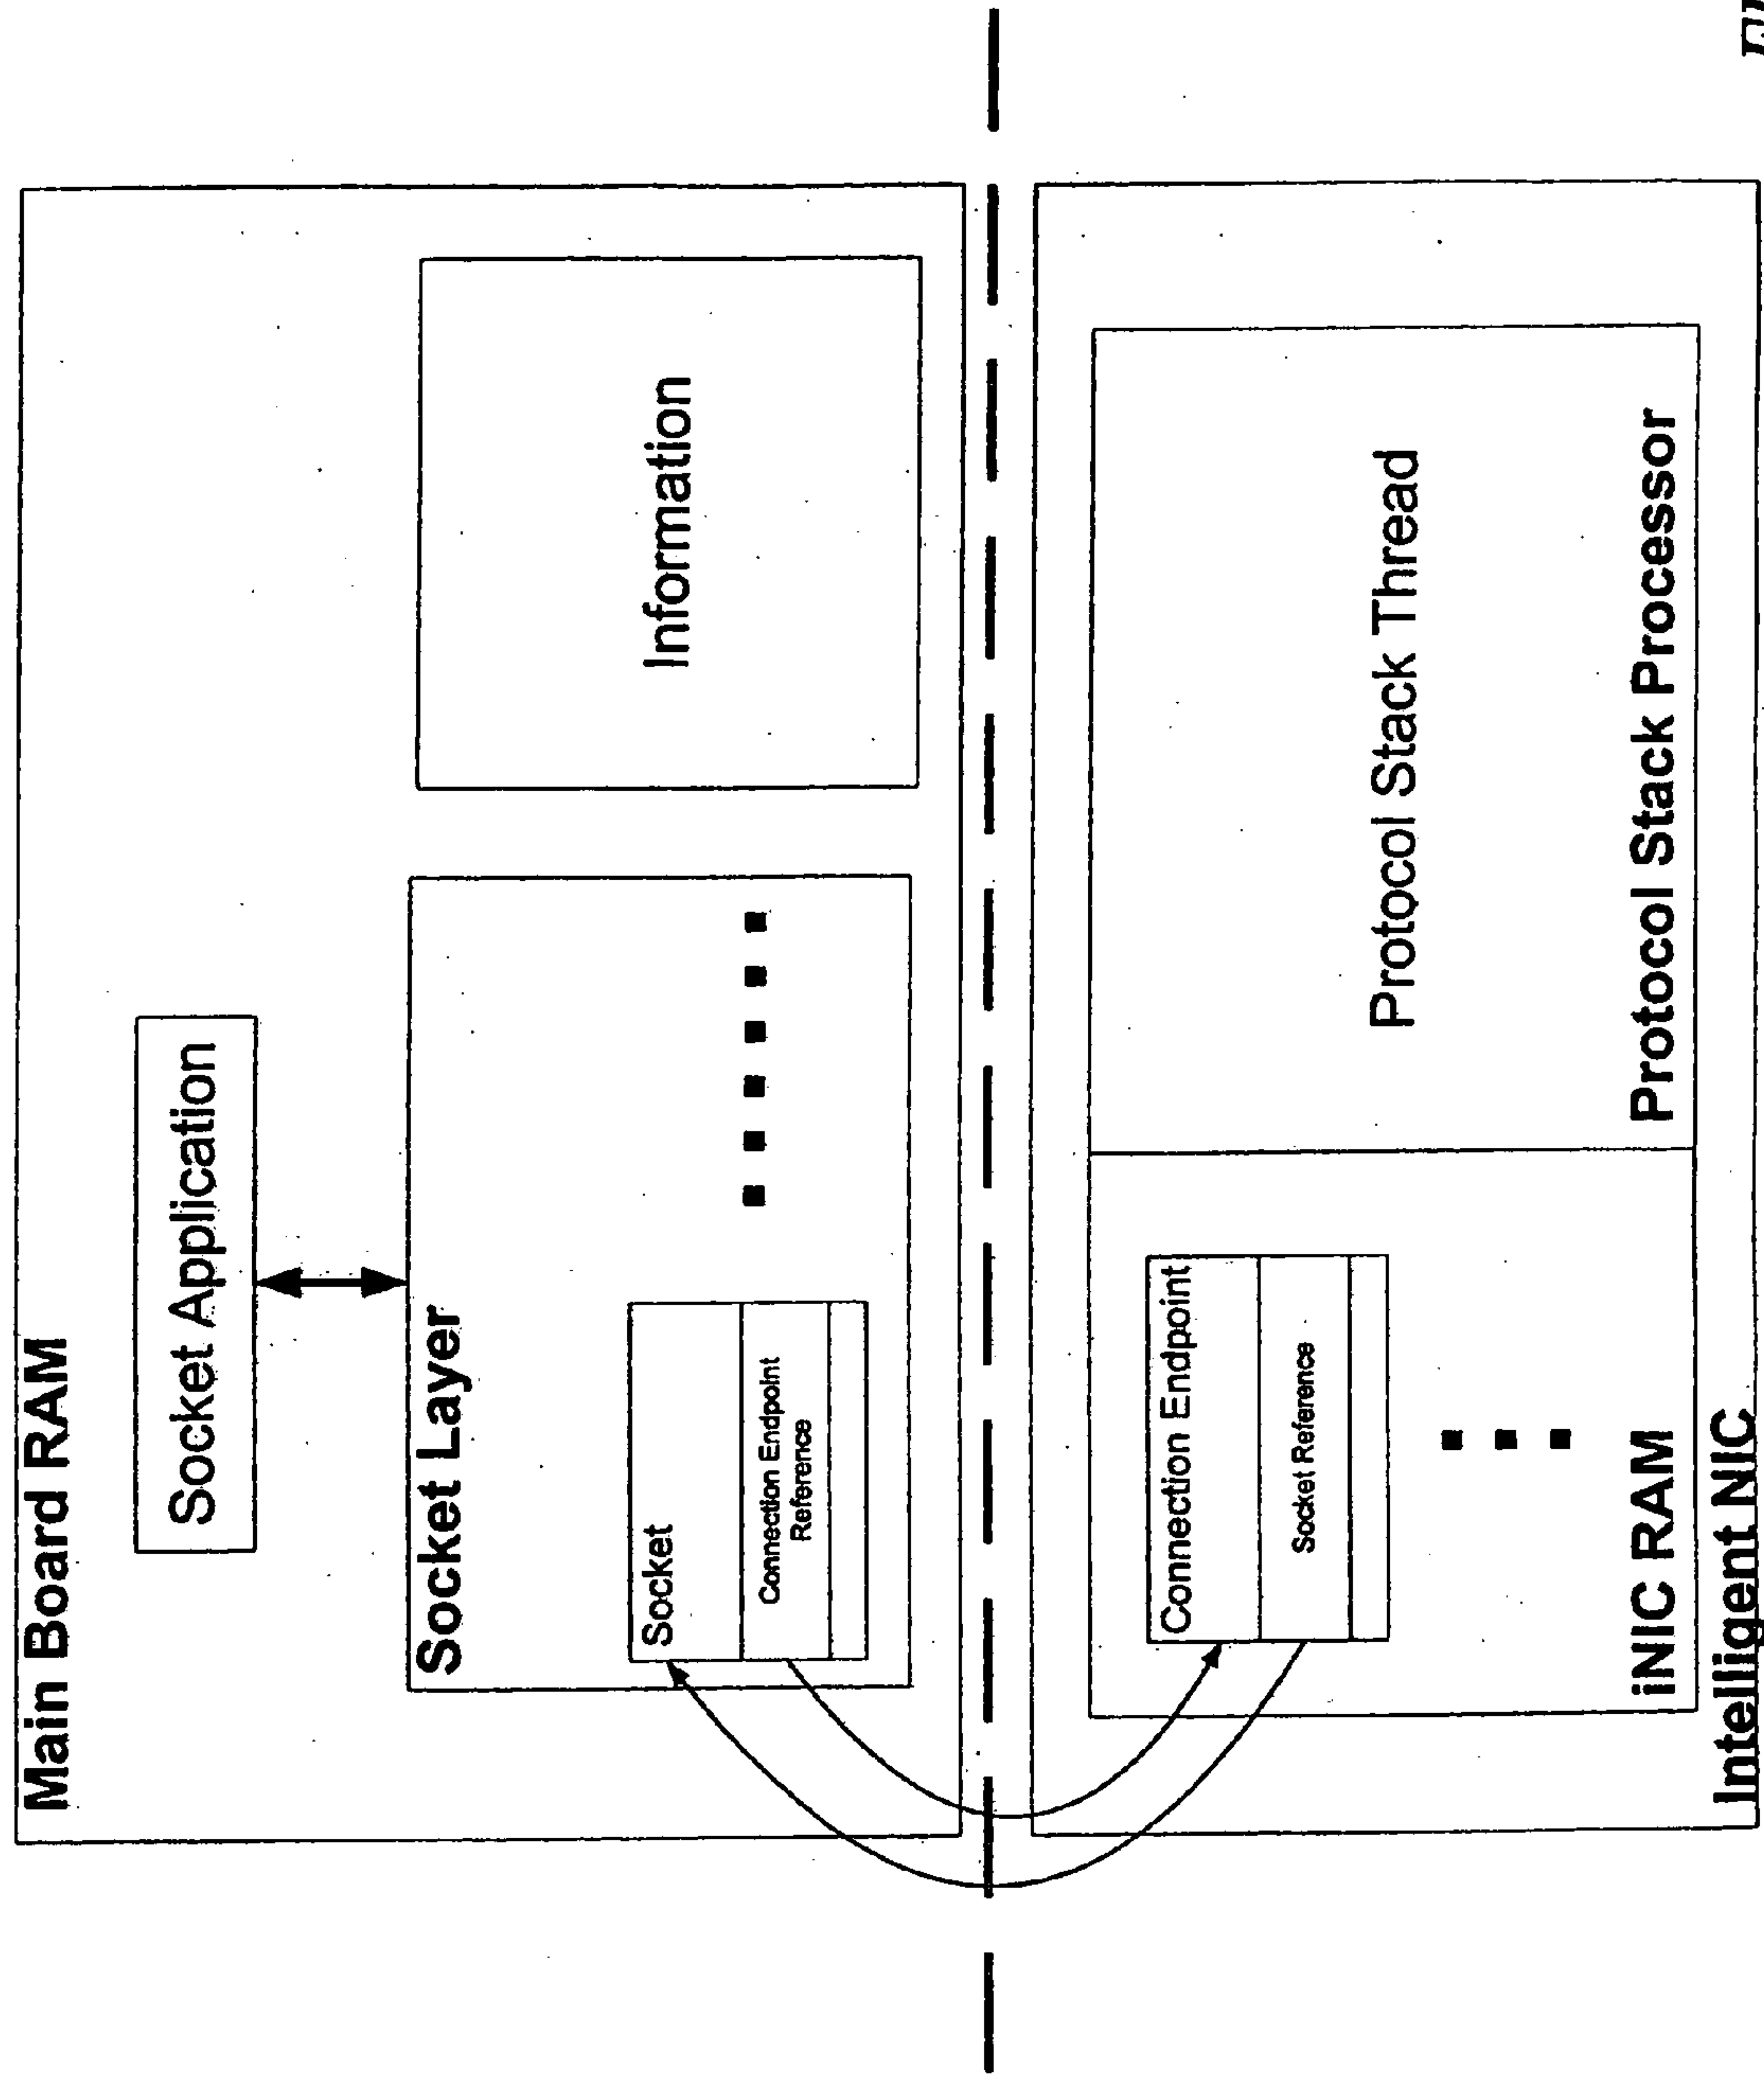 Main Board RAM
Socket Application
Socket Layer
Socket
Connection Endpoint
Reference
Information
Connection Endpoint
Socket Reference
iNIC RAM
Protocol Stack Thread
Protocol Stack Processor
Intelligent NIC